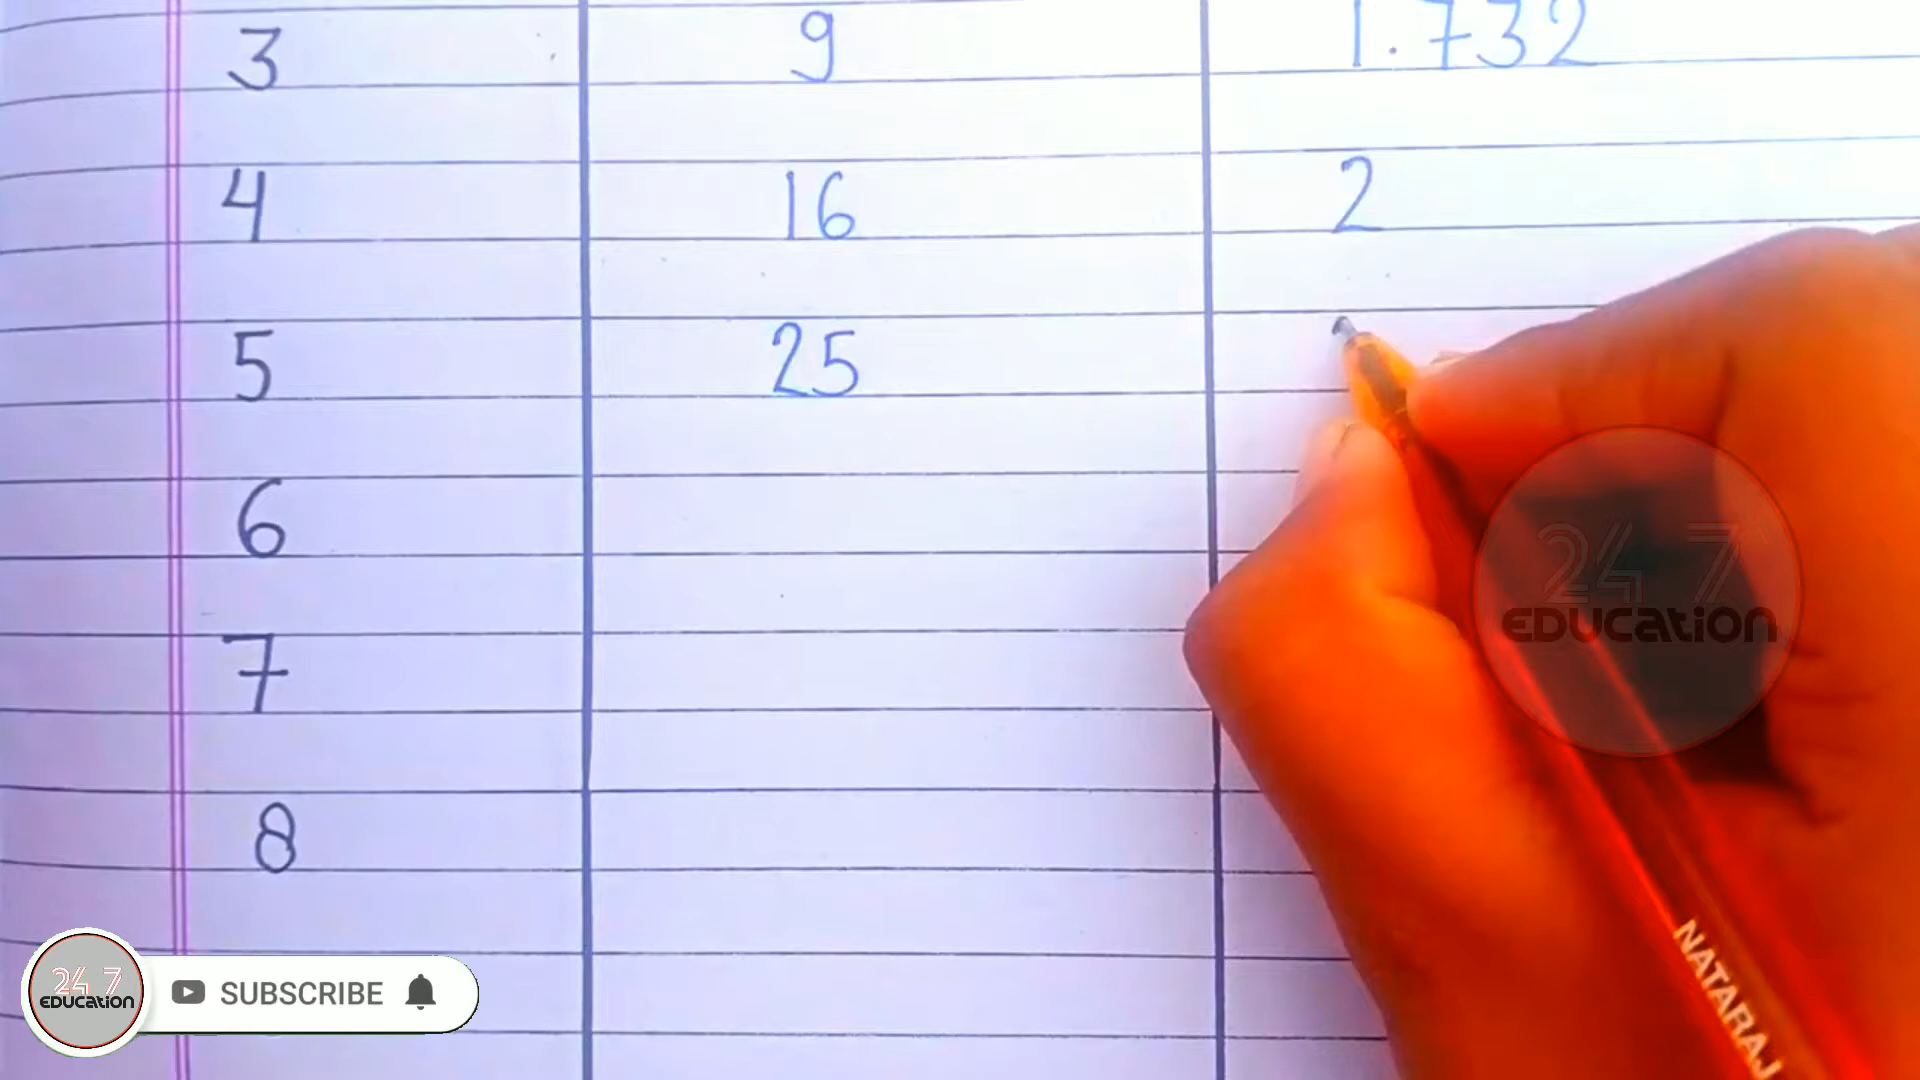 3 9 1.732
4 16 2
5 25
6
7
8
24 7
EDUCATION
NATARAJ
24 7
EDUCATION
SUBSCRIBE